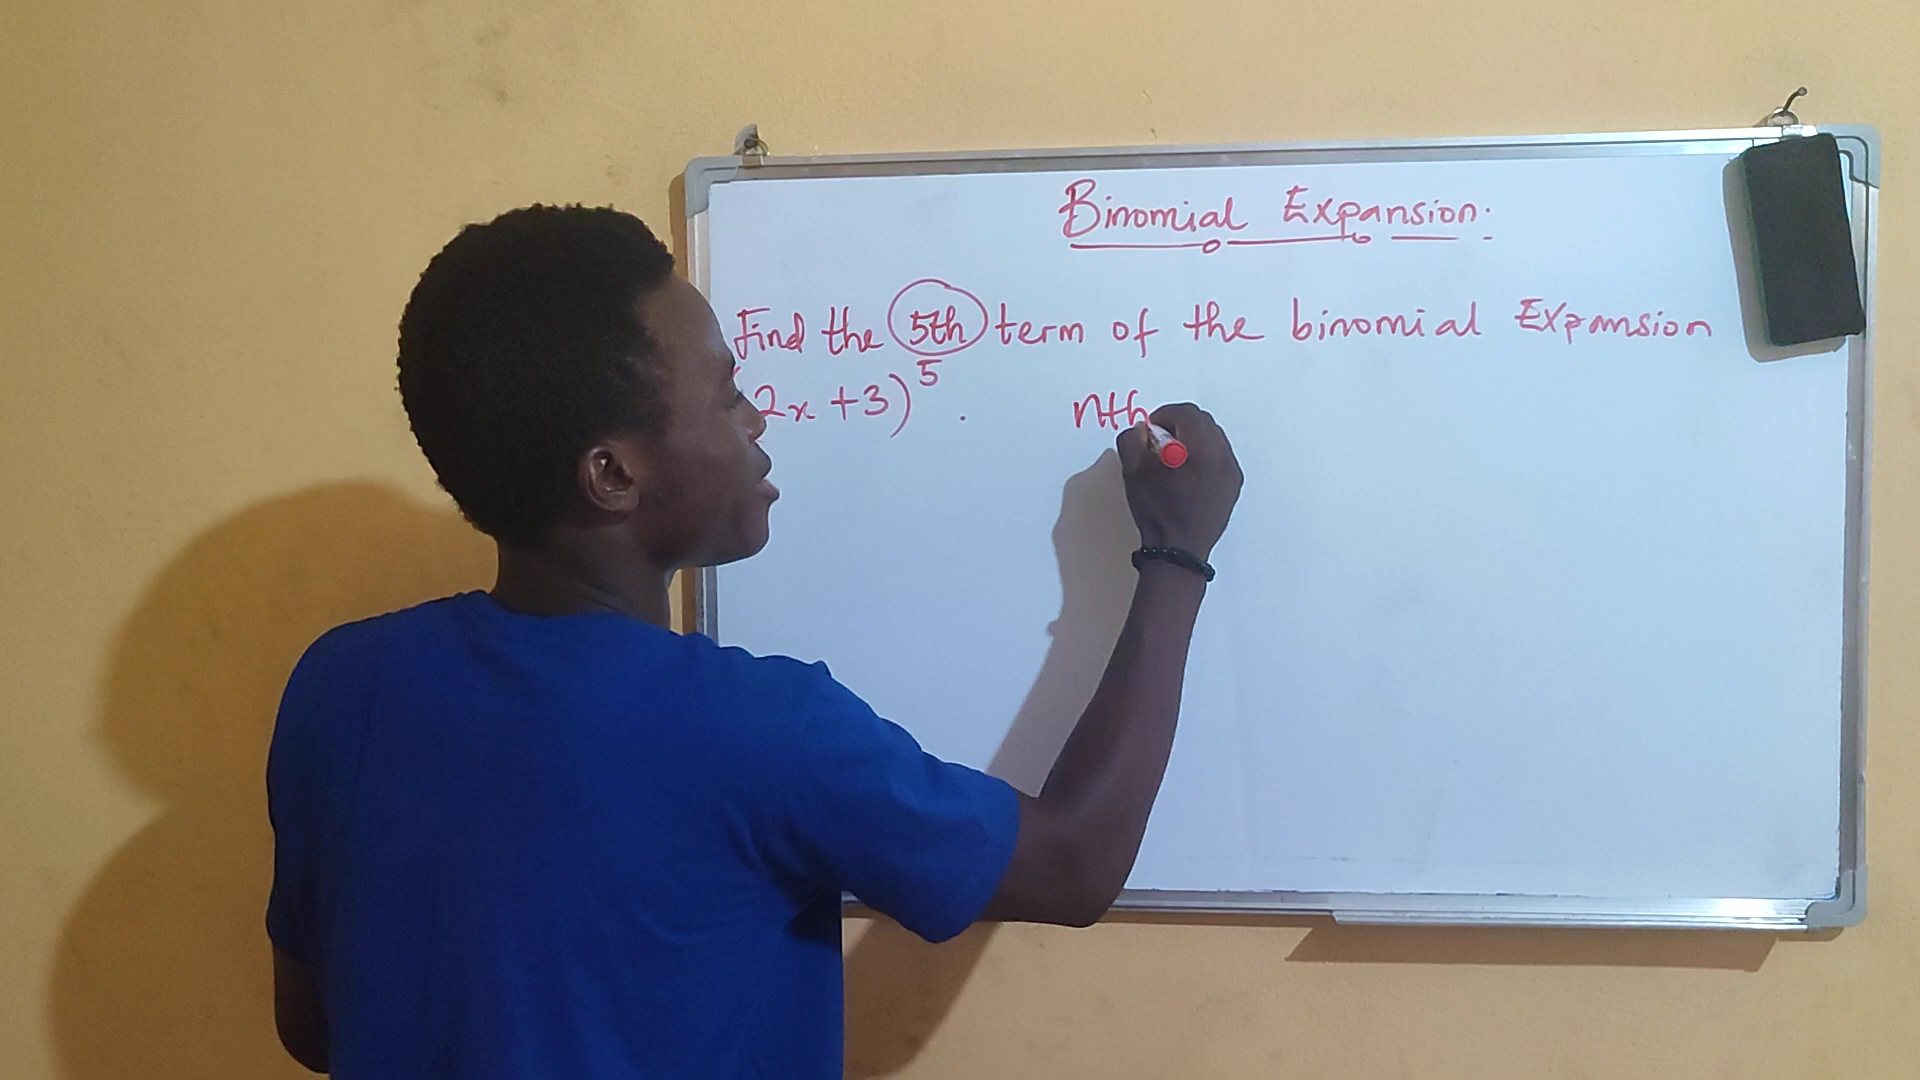 Binomial Expansion.
Find the 5th term of the binomial Expansion
2x + 3)⁵. nth